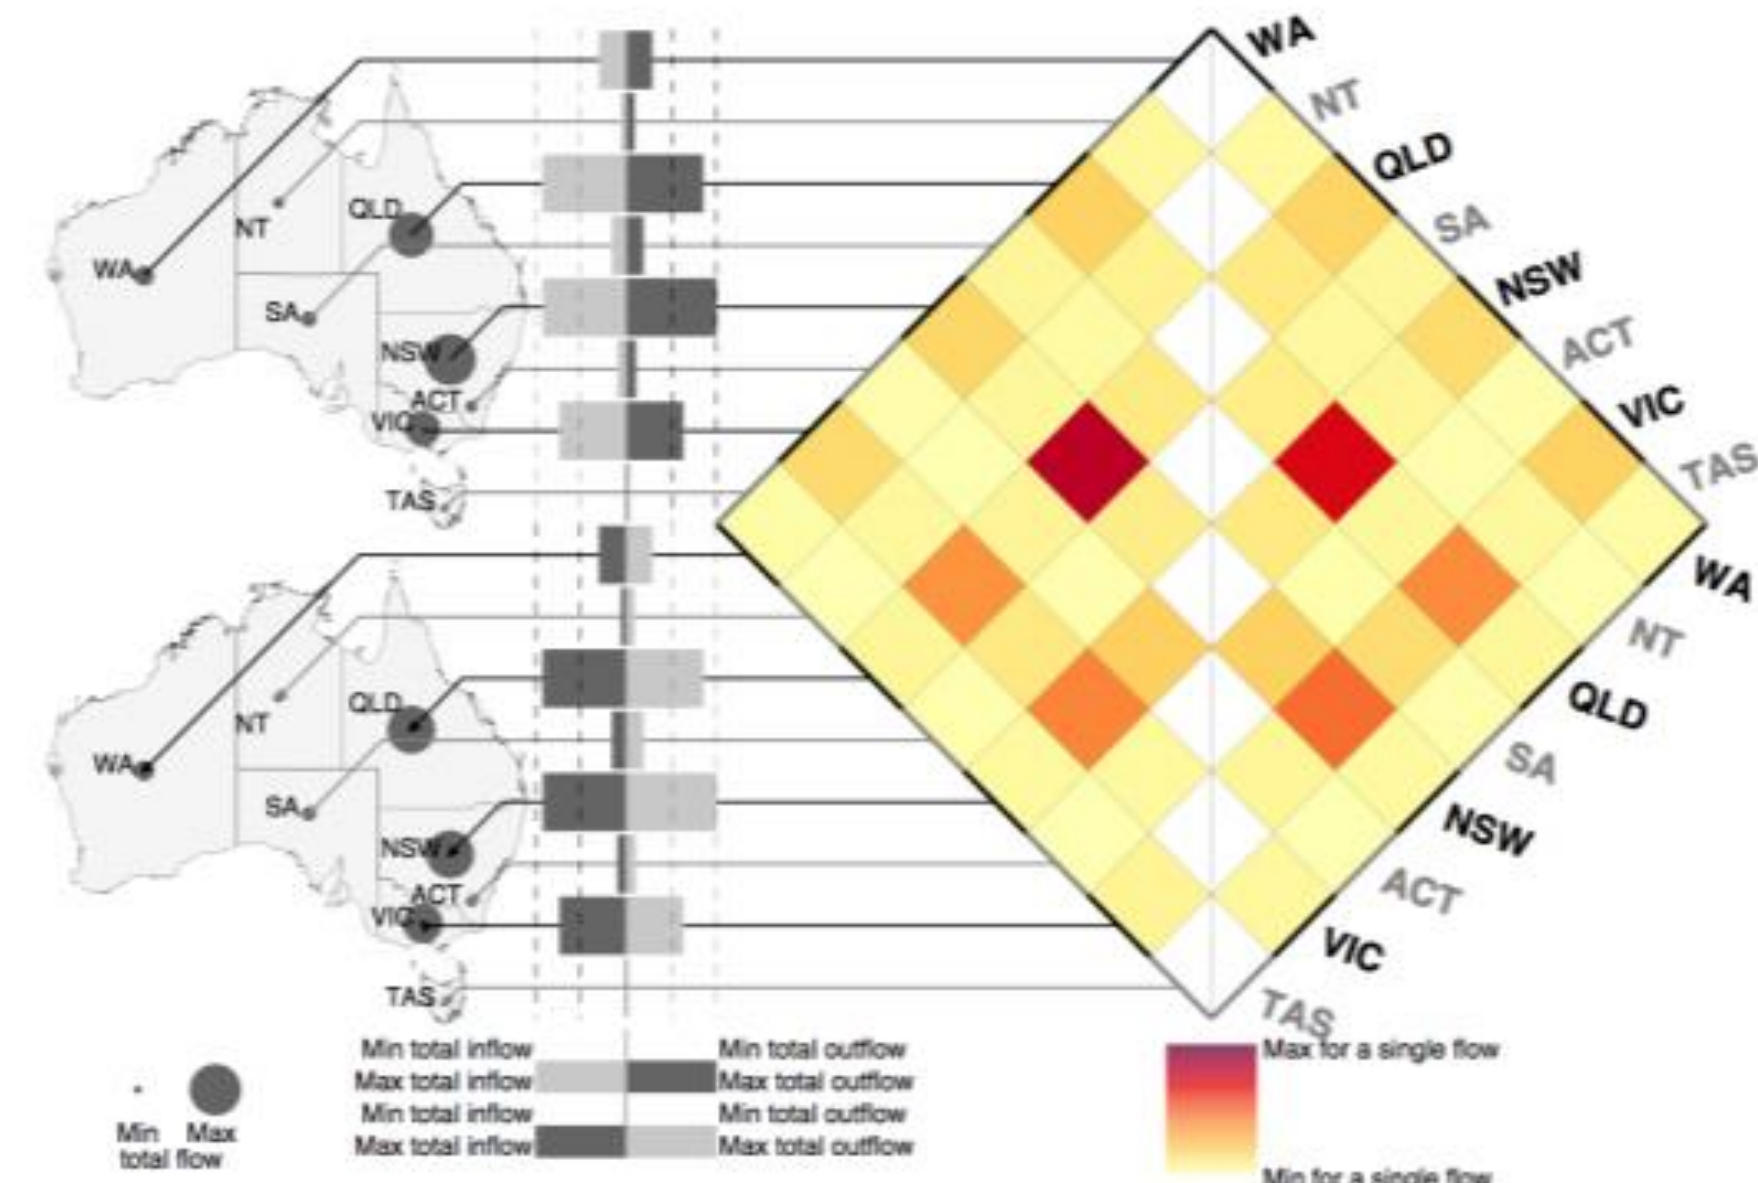 WA
NT
QLD
SA
NSW
ACT
VIC
TAS
WA
NT
QLD
SA
NSW
ACT
VIC
TAS
WA
NT
QLD
SA
NSW
ACT
VIC
TAS
WA
NT
QLD
SA
NSW
ACT
VIC
TAS
Min Max
total flow
Min total inflow Min total outflow
Max total inflow Max total outflow
Min total inflow Min total outflow
Max total inflow Max total outflow
Max for a single flow
Min for a single flow